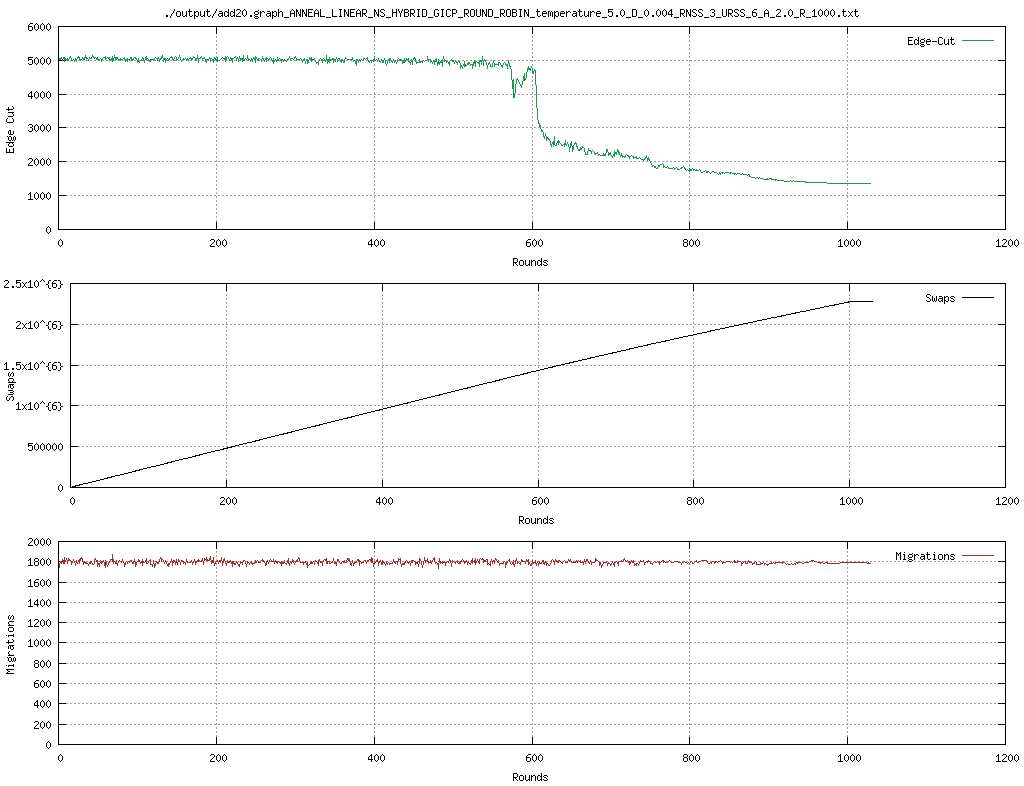 ./output/add20.graph_ANNEAL_LINEAR_NS_HYBRID_GICP_ROUND_ROBIN_temperature_5.0_D_0.004_RNSS_3_URSS_6_A_2.0_R_1000.txt
6000
5000
4000
3000
2000
1000
0
Edge Cut
Edge-Cut
0 200 400 600 800 1000 1200
Rounds
2.5x10^{6}
2x10^{6}
1.5x10^{6}
1x10^{6}
500000
0
Swaps
Swaps
0 200 400 600 800 1000 1200
Rounds
2000
1800
1600
1400
1200
1000
800
600
400
200
0
Migrations
Migrations
0 200 400 600 800 1000 1200
Rounds